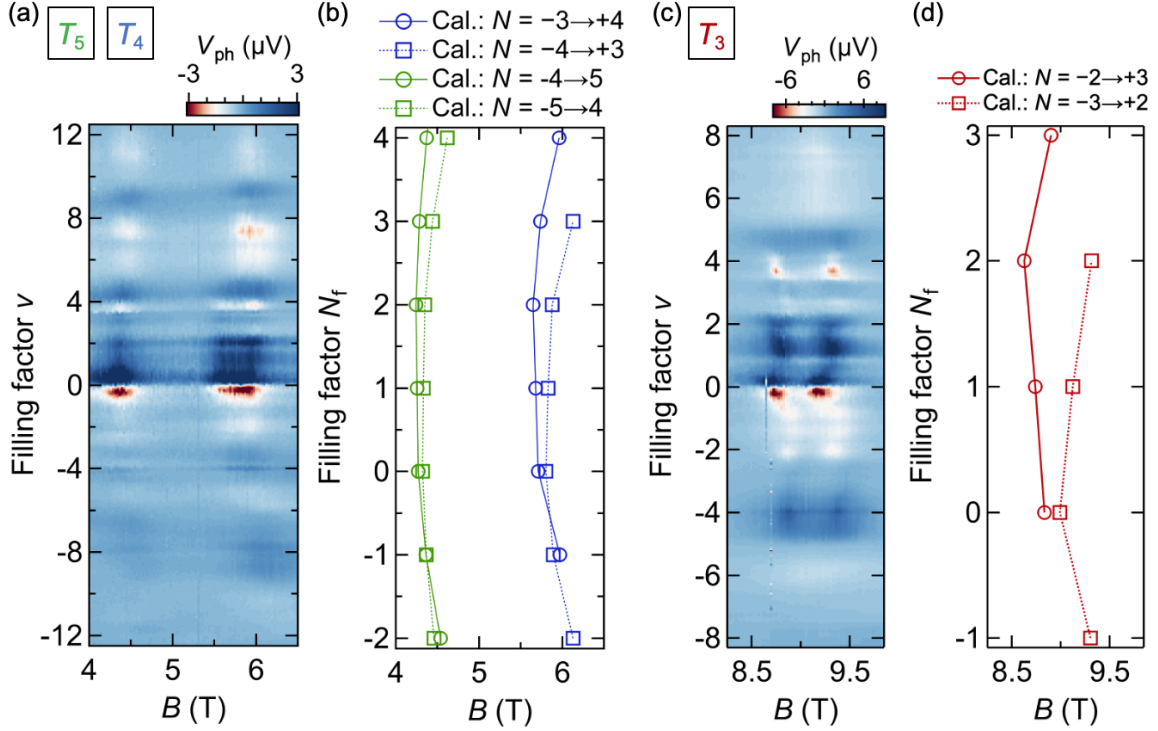 (a) T5 T4
Vph (μV)
-3 3
12
8
4
0
-4
-8
-12
Filling factor ν
4 5 6
B (T)
(b)
Cal.: N = −3→+4
Cal.: N = −4→+3
Cal.: N = -4→5
Cal.: N = -5→4
4
3
2
1
0
-1
-2
Filling factor Nf
4 5 6
B (T)
(c) T3
Vph (μV)
-6 6
8
6
4
2
0
-2
-4
-6
-8
Filling factor ν
8.5 9.5
B (T)
(d)
Cal.: N = −2→+3
Cal.: N = −3→+2
3
2
1
0
-1
Filling factor Nf
8.5 9.5
B (T)